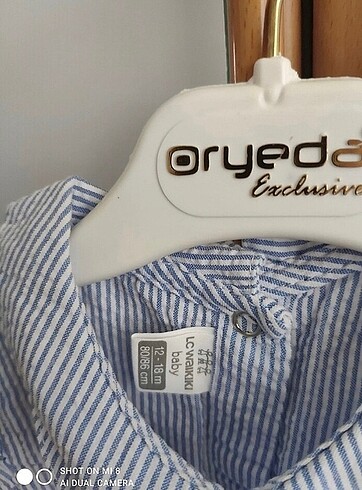 oryeda
Exclusive
LC WAIKIKI
baby
12 - 18 m
80/86 cm
SHOT ON MI 8
AI DUAL CAMERA